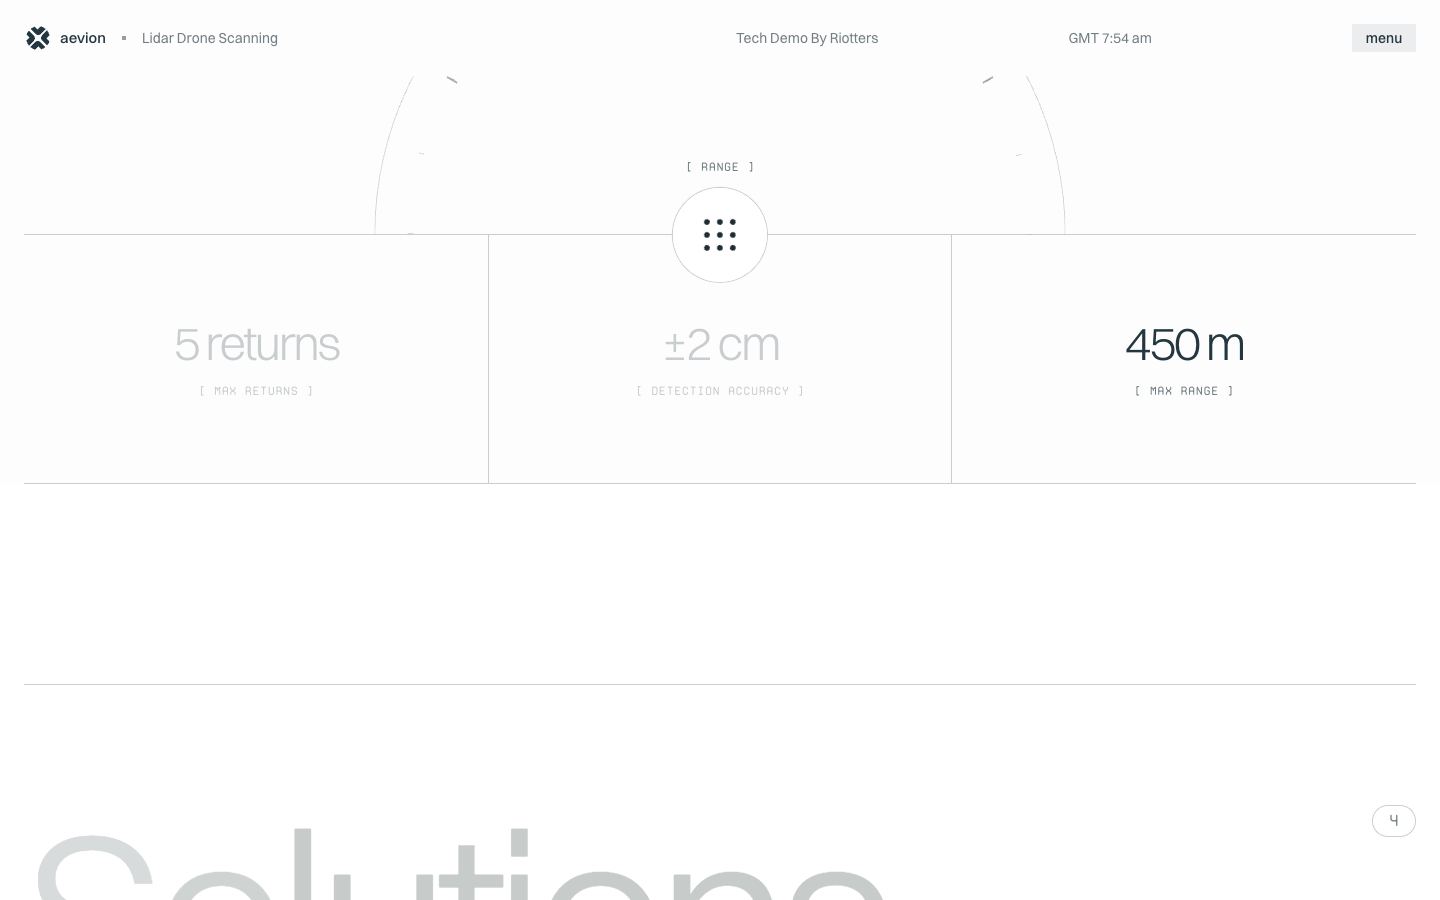 aevion
Lidar Drone Scanning
Tech Demo By Riotters
GMT 7:54 am
menu
[ RANGE ]
5 returns
[ MAX RETURNS ]
±2 cm
[ DETECTION ACCURACY ]
450 m
[ MAX RANGE ]
4
Solutions